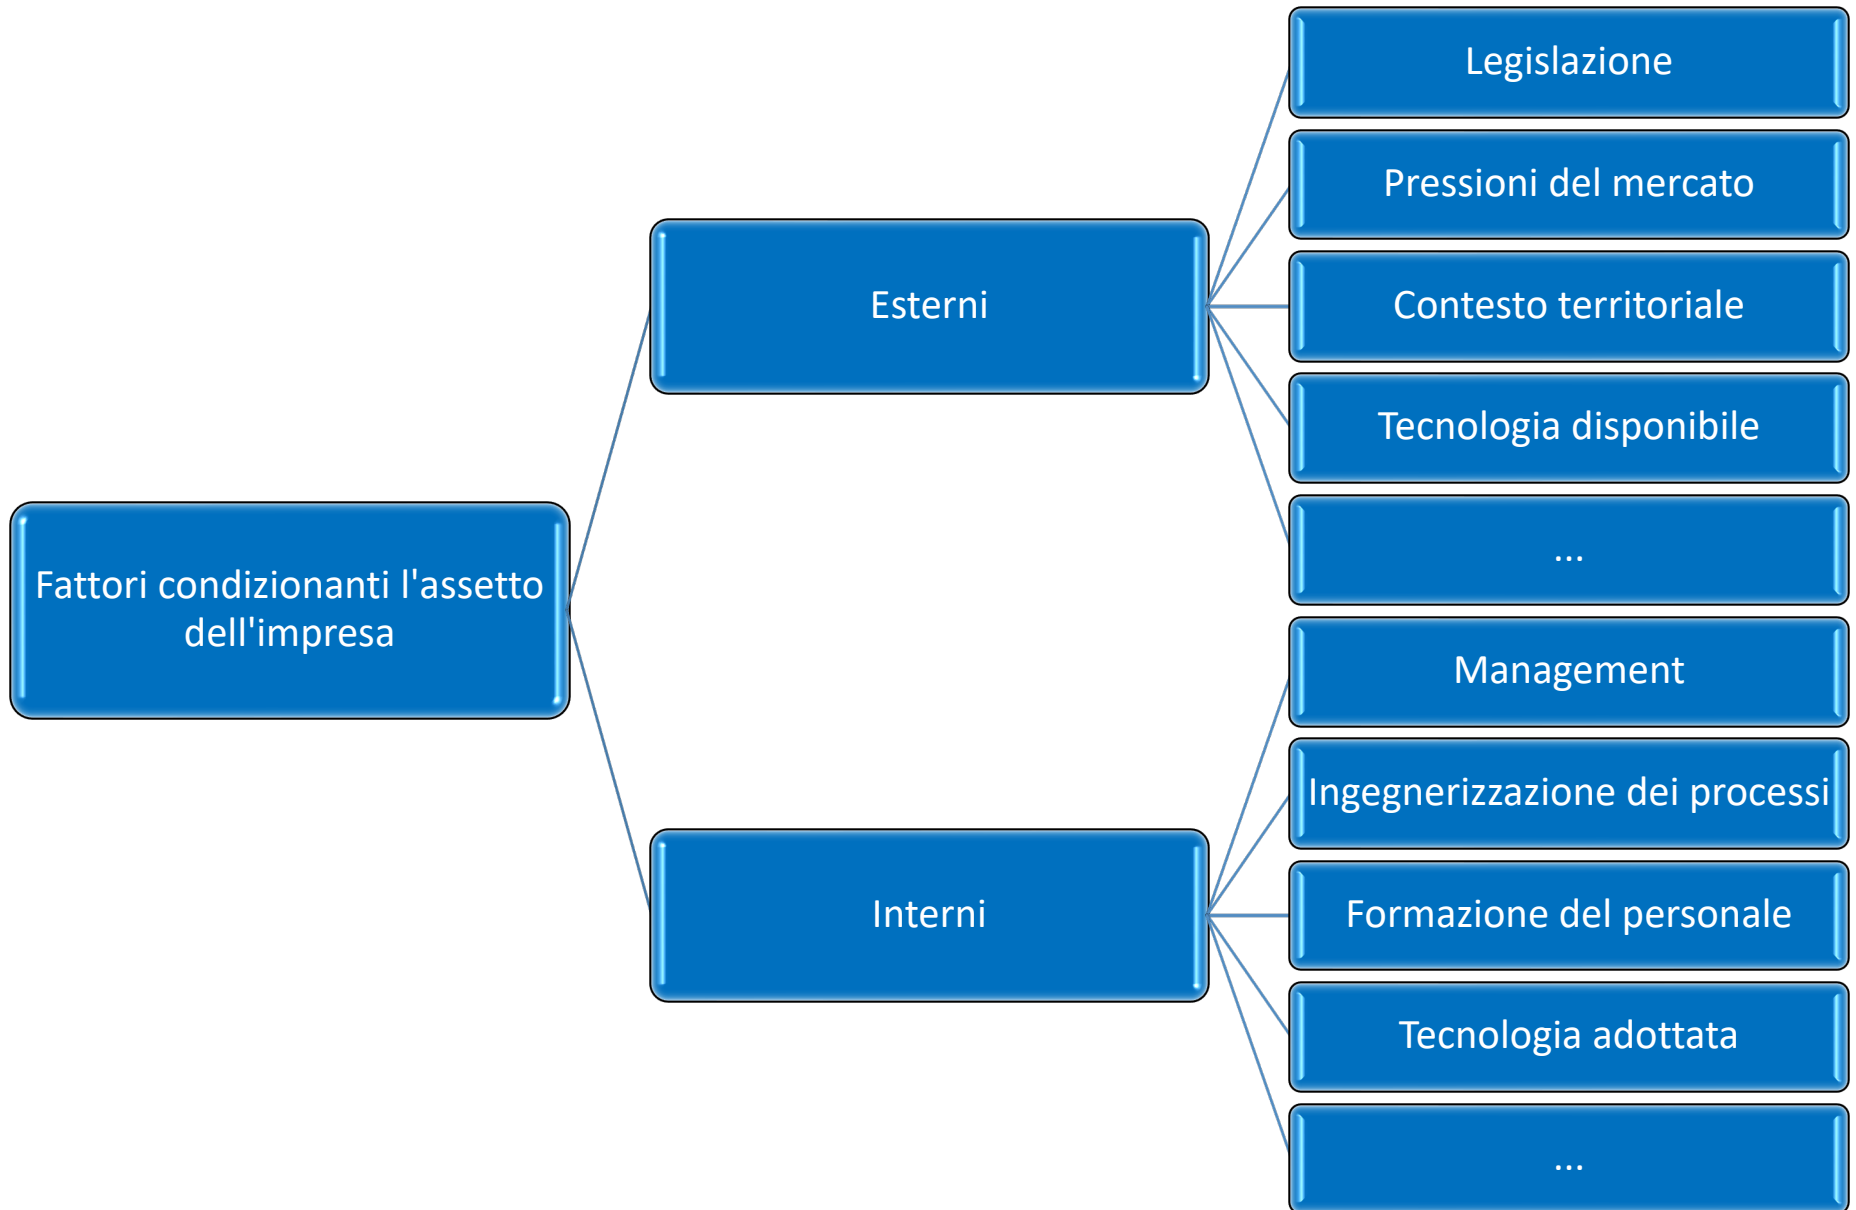 Fattori condizionanti l'assetto
dell'impresa
Esterni
Legislazione
Pressioni del mercato
Contesto territoriale
Tecnologia disponibile
...
Interni
Management
Ingegnerizzazione dei processi
Formazione del personale
Tecnologia adottata
...